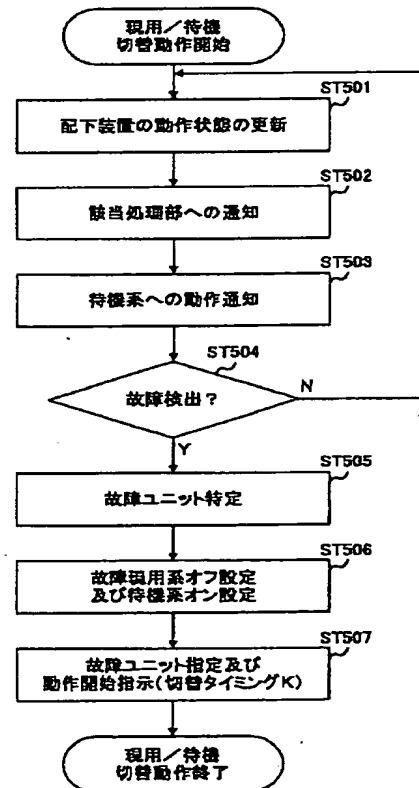 現用／待機
切替動作開始
ST501
配下装置の動作状態の更新
ST502
該当処理部への通知
ST503
待機系への動作通知
ST504
故障検出？
N
Y
ST505
故障ユニット特定
ST506
故障現用系オフ設定
及び待機系オン設定
ST507
故障ユニット指定及び
動作開始指示(切替タイミングK)
現用／待機
切替動作終了